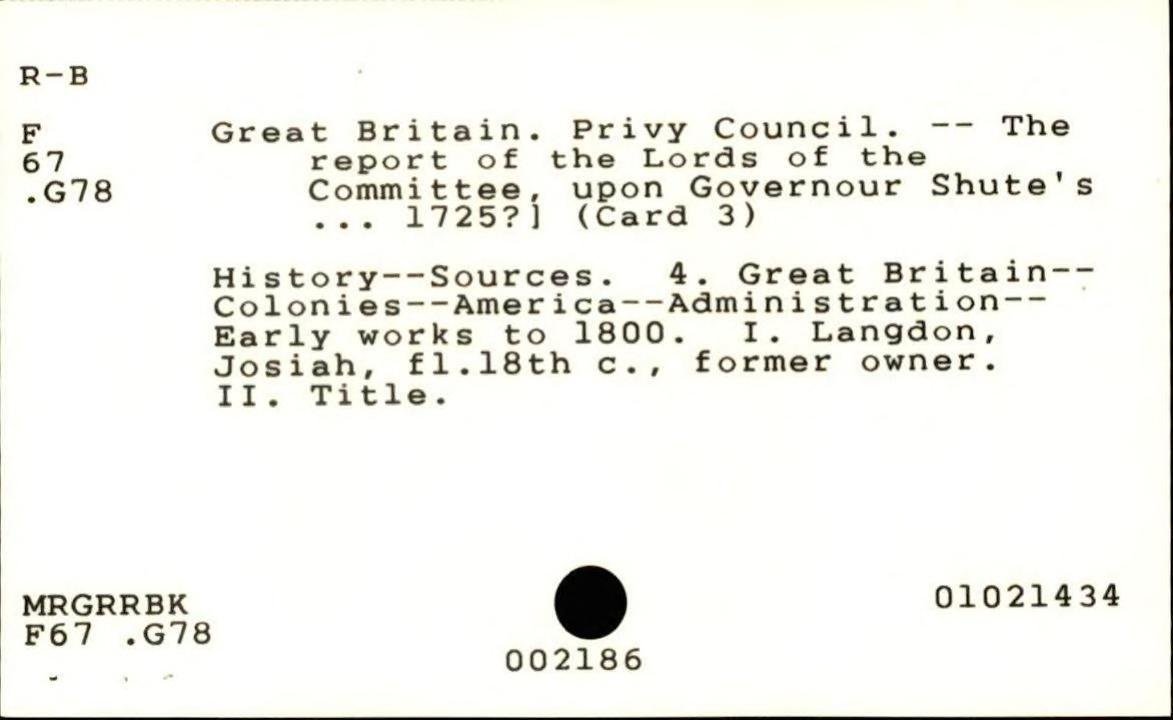 R-B
F Great Britain. Privy Council. -- The
67 report of the Lords of the
.G78 Committee, upon Governour Shute's
... 1725?] (Card 3)
History--Sources. 4. Great Britain--
Colonies--America--Administration--
Early works to 1800. I. Langdon,
Josiah, fl.18th c., former owner.
II. Title.
MRGRRBK 01021434
F67 .G78
002186